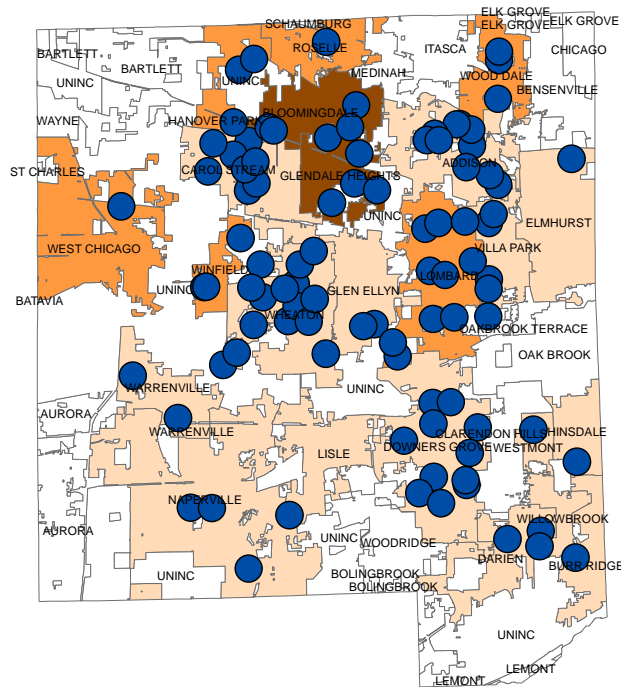 ELK GROVE
SCHAUMBURG
ELK GROVE
ELK GROVE
BARTLETT
ROSELLE
ITASCA
CHICAGO
BARTLETT
MEDINAH
UNINC
UNINC
WOOD DALE
BENSENVILLE
WAYNE
HANOVER PARK
BLOOMINGDALE
ST CHARLES
CAROL STREAM
ADDISON
GLENDALE HEIGHTS
UNINC
ELMHURST
WEST CHICAGO
VILLA PARK
WINFIELD
LOMBARD
BATAVIA
UNINC
GLEN ELLYN
WHEATON
OAKBROOK TERRACE
OAK BROOK
WARRENVILLE
UNINC
AURORA
WARRENVILLE
CLARENDON HILLS
HINSDALE
LISLE
DOWNERS GROVE
WESTMONT
NAPERVILLE
WILLOWBROOK
AURORA
UNINC
WOODRIDGE
DARIEN
BURR RIDGE
UNINC
BOLINGBROOK
BOLINGBROOK
UNINC
LEMONT
LEMONT